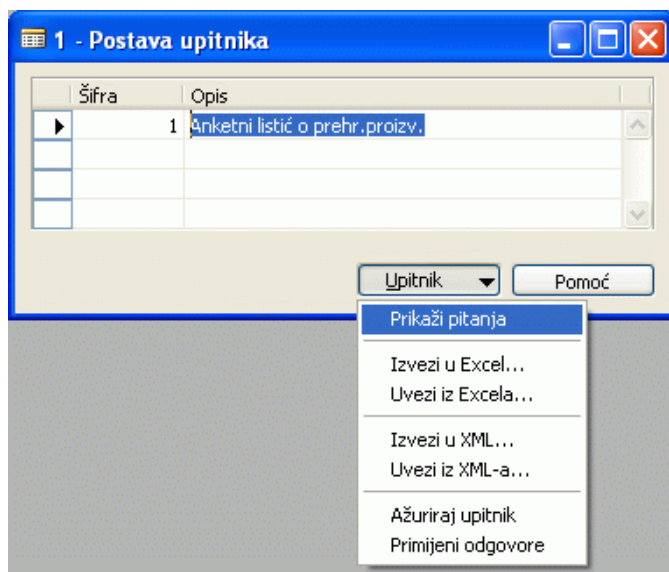 1 - Postava upitnika
Šifra Opis
1 Anketni listić o prehr.proizv.
Upitnik Pomoć
Prikaži pitanja
Izvezi u Excel...
Uvezi iz Excela...
Izvezi u XML...
Uvezi iz XML-a...
Ažuriraj upitnik
Primijeni odgovore